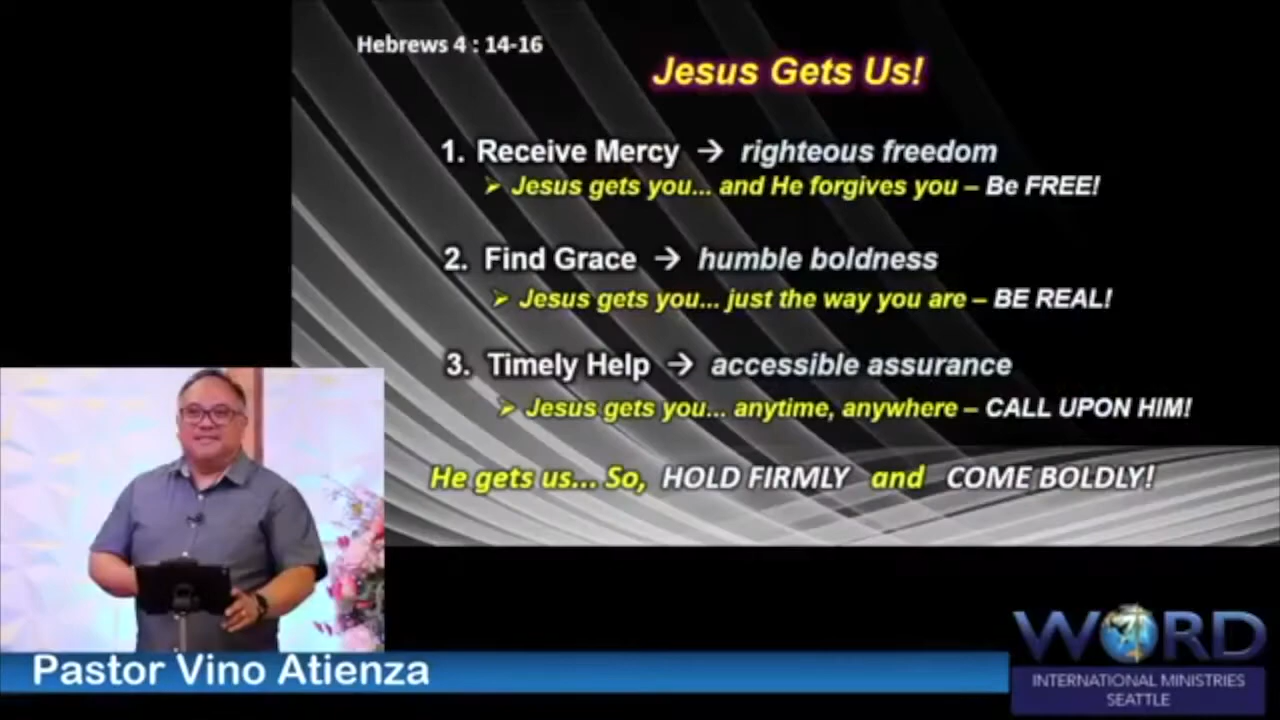 Hebrews 4 : 14-16
Jesus Gets Us!
1. Receive Mercy → righteous freedom
➢ Jesus gets you... and He forgives you – Be FREE!
2. Find Grace → humble boldness
➢ Jesus gets you... just the way you are – BE REAL!
3. Timely Help → accessible assurance
➢ Jesus gets you... anytime, anywhere – CALL UPON HIM!
He gets us... So, HOLD FIRMLY and COME BOLDLY!
Pastor Vino Atienza
WORD
INTERNATIONAL MINISTRIES
SEATTLE